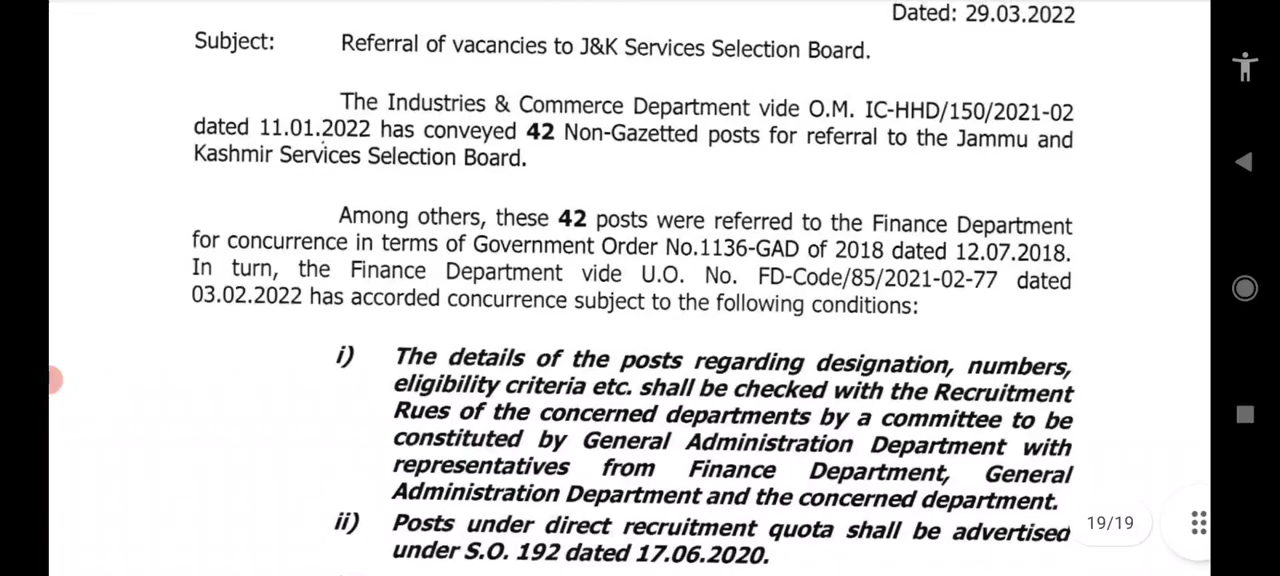 Dated: 29.03.2022
Subject: Referral of vacancies to J&K Services Selection Board.
The Industries & Commerce Department vide O.M. IC-HHD/150/2021-02
dated 11.01.2022 has conveyed 42 Non-Gazetted posts for referral to the Jammu and
Kashmir Services Selection Board.
Among others, these 42 posts were referred to the Finance Department
for concurrence in terms of Government Order No.1136-GAD of 2018 dated 12.07.2018.
In turn, the Finance Department vide U.O. No. FD-Code/85/2021-02-77 dated
03.02.2022 has accorded concurrence subject to the following conditions:
i) The details of the posts regarding designation, numbers,
eligibility criteria etc. shall be checked with the Recruitment
Rues of the concerned departments by a committee to be
constituted by General Administration Department with
representatives from Finance Department, General
Administration Department and the concerned department.
ii) Posts under direct recruitment quota shall be advertised
under S.O. 192 dated 17.06.2020.
19/19